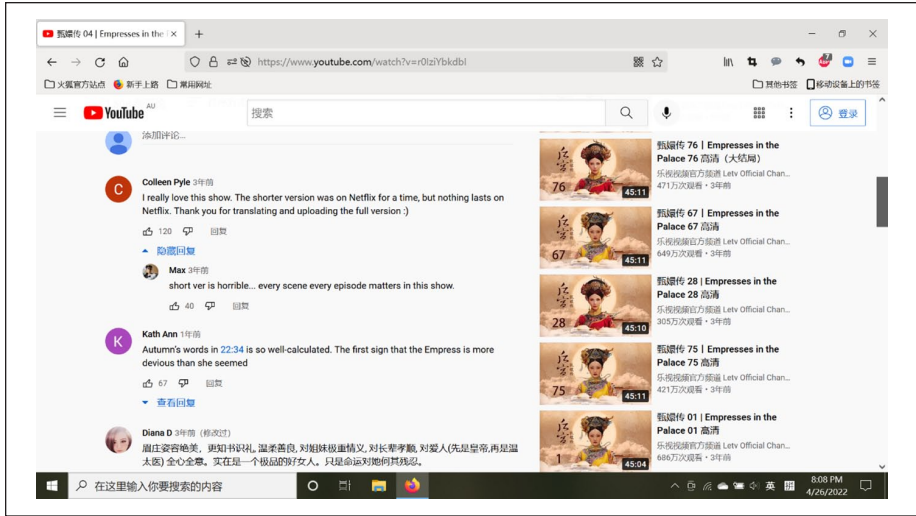 甄嬛传 04 | Empresses in the
https://www.youtube.com/watch?v=r0lziYbkdbI
火狐官方站点 新手上路 常用网址 其他书签 移动设备上的书签
YouTube AU 搜索 登录
添加评论...
Colleen Pyle 3年前
I really love this show. The shorter version was on Netflix for a time, but nothing lasts on
Netflix. Thank you for translating and uploading the full version :)
120 回复
隐藏回复
Max 3年前
short ver is horrible... every scene every episode matters in this show.
40 回复
Kath Ann 1年前
Autumn's words in 22:34 is so well-calculated. The first sign that the Empress is more
devious than she seemed
67 回复
查看回复
Diana D 3年前 (修改过)
眉庄姿容绝美，更知书识礼, 温柔善良, 对姐妹极重情义, 对长辈孝顺, 对爱人(先是皇帝,再是温
太医) 全心全意。实在是一个极品的好女人。只是命运对她何其残忍。
76
45:11
甄嬛传 76 | Empresses in the
Palace 76 高清（大结局）
乐视视频官方频道 Letv Official Chan...
471万次观看・3年前
67
45:11
甄嬛传 67 | Empresses in the
Palace 67 高清
乐视视频官方频道 Letv Official Chan...
649万次观看・3年前
28
45:10
甄嬛传 28 | Empresses in the
Palace 28 高清
乐视视频官方频道 Letv Official Chan...
305万次观看・3年前
75
45:11
甄嬛传 75 | Empresses in the
Palace 75 高清
乐视视频官方频道 Letv Official Chan...
421万次观看・3年前
1
45:04
甄嬛传 01 | Empresses in the
Palace 01 高清
乐视视频官方频道 Letv Official Chan...
686万次观看・3年前
在这里输入你要搜索的内容
英
8:08 PM
4/26/2022